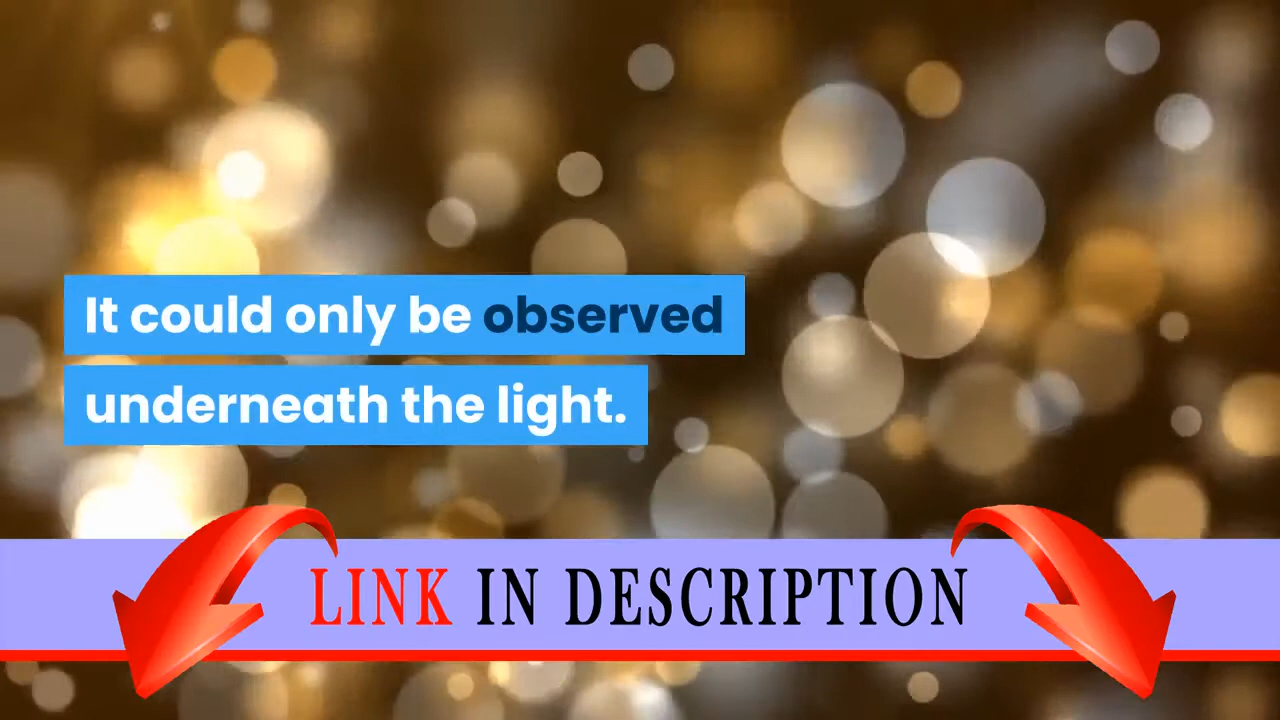 It could only be observed
underneath the light.
LINK IN DESCRIPTION